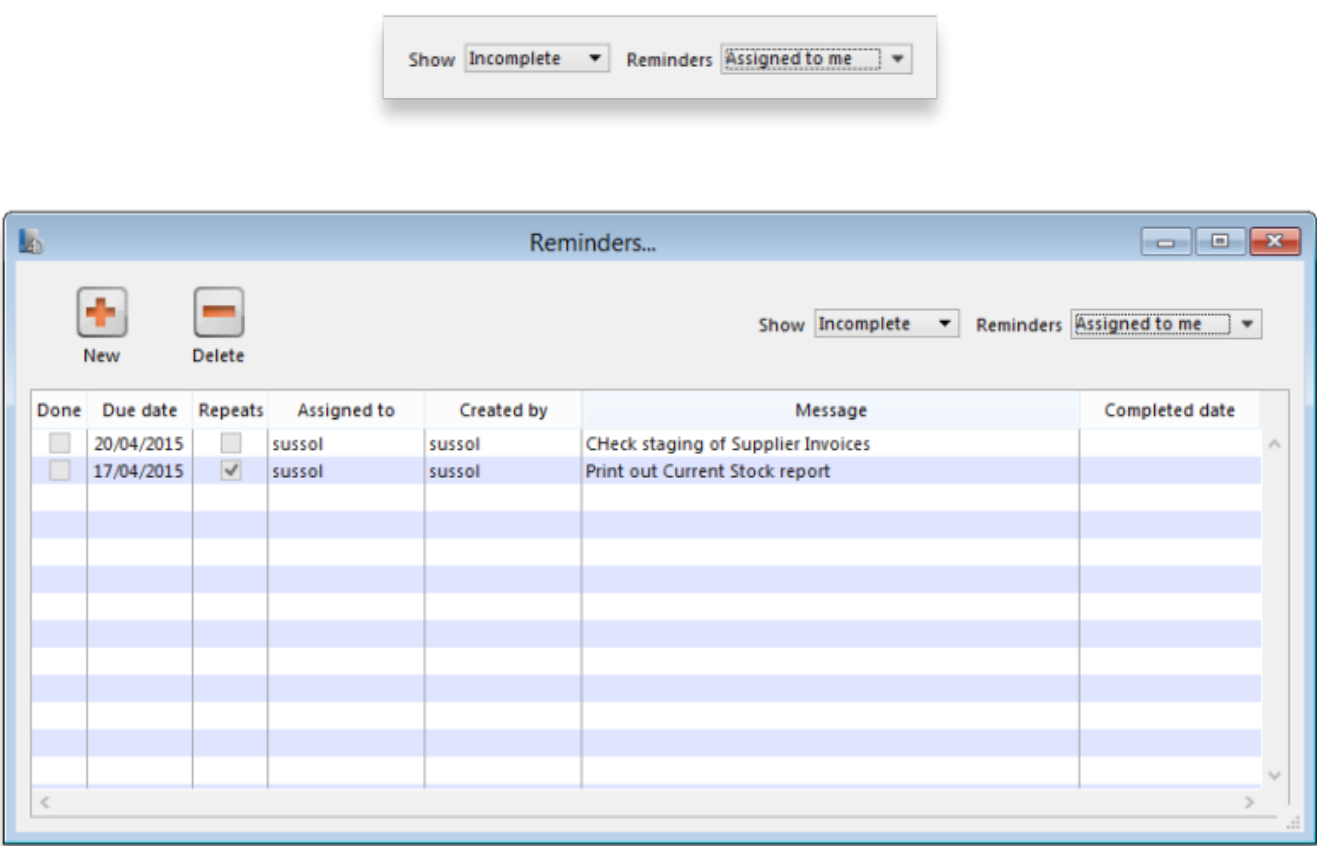 Show Incomplete Reminders Assigned to me
Reminders...
New Delete
Show Incomplete Reminders Assigned to me
Done Due date Repeats Assigned to Created by Message Completed date
20/04/2015 sussol sussol CHeck staging of Supplier Invoices
17/04/2015 sussol sussol Print out Current Stock report